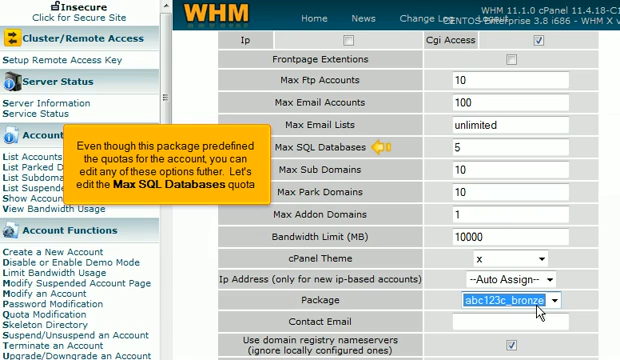 Insecure
Click for Secure Site
Cluster/Remote Access
Setup Remote Access Key
Server Status
Server Information
Service Status
Accou
List Accounts
List Parked D
List Domains
List Suspende
Show Accoun
View Bandwidth Usage
Account Functions
Create a New Account
Disable or Enable Demo Mode
Limit Bandwidth Usage
Modify Suspended Account Page
Modify an Account
Password Modification
Quota Modification
Skeleton Directory
Suspend/Unsuspend an Account
Terminate an Account
Upgrade/Downgrade an Account
WHM
Home News Change Log Logout
WHM 11.1.0 cPanel 11.4.18-C1
CENTOS Enterprise 3.8 i686 - WHM X v
Ip Cgi Access
Frontpage Extentions
Max Ftp Accounts 10
Max Email Accounts 100
Max Email Lists unlimited
Max SQL Databases 5
Max Sub Domains 10
Max Park Domains 10
Max Addon Domains 1
Bandwidth Limit (MB) 10000
cPanel Theme x
Ip Address (only for new ip-based accounts) --Auto Assign--
Package abc123c_bronze
Contact Email
Use domain registry nameservers
(ignore locally configured ones)
Even though this package predefined
the quotas for the account, you can
edit any of these options futher. Let's
edit the Max SQL Databases quota